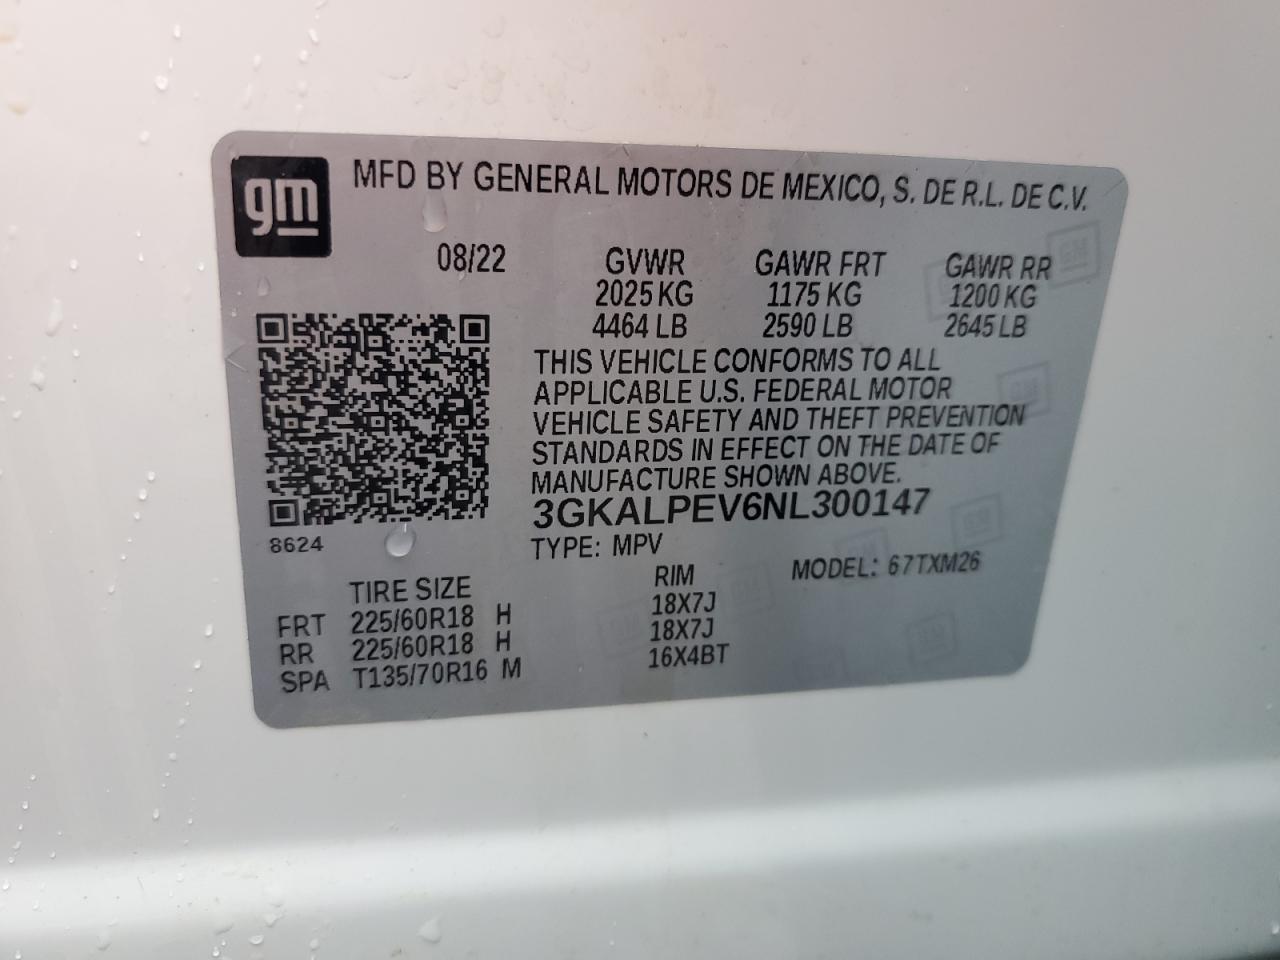 gm
MFD BY GENERAL MOTORS DE MEXICO, S. DE R.L. DE C.V.
08/22 GVWR GAWR FRT GAWR RR
2025 KG 1175 KG 1200 KG
4464 LB 2590 LB 2645 LB
THIS VEHICLE CONFORMS TO ALL
APPLICABLE U.S. FEDERAL MOTOR
VEHICLE SAFETY AND THEFT PREVENTION
STANDARDS IN EFFECT ON THE DATE OF
MANUFACTURE SHOWN ABOVE.
3GKALPEV6NL300147
8624
TYPE: MPV MODEL: 67TXM26
TIRE SIZE RIM
FRT 225/60R18 H 18X7J
RR 225/60R18 H 18X7J
SPA T135/70R16 M 16X4BT